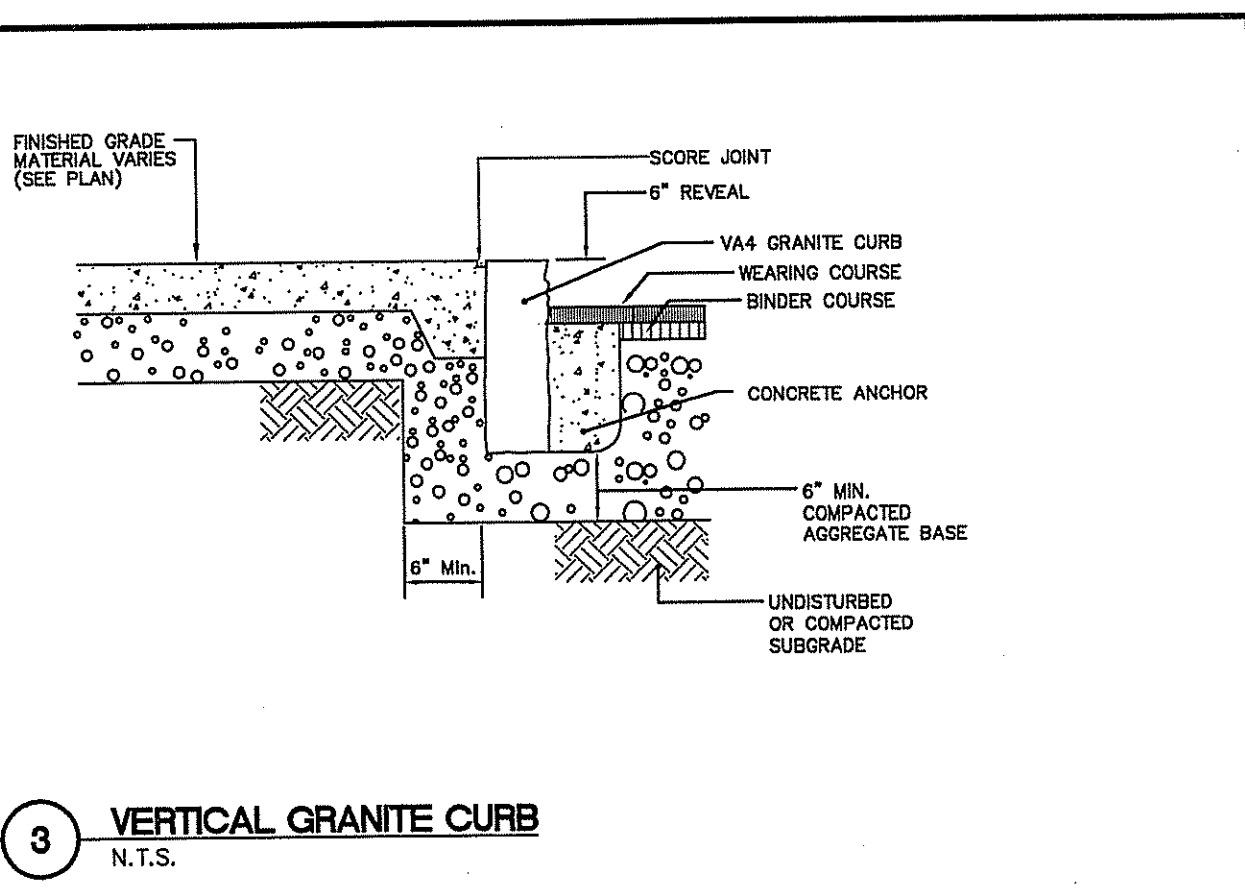 FINISHED GRADE
MATERIAL VARIES
(SEE PLAN)
SCORE JOINT
6" REVEAL
VA4 GRANITE CURB
WEARING COURSE
BINDER COURSE
CONCRETE ANCHOR
6" MIN.
COMPACTED
AGGREGATE BASE
6" Min.
UNDISTURBED
OR COMPACTED
SUBGRADE
3
VERTICAL GRANITE CURB
N.T.S.